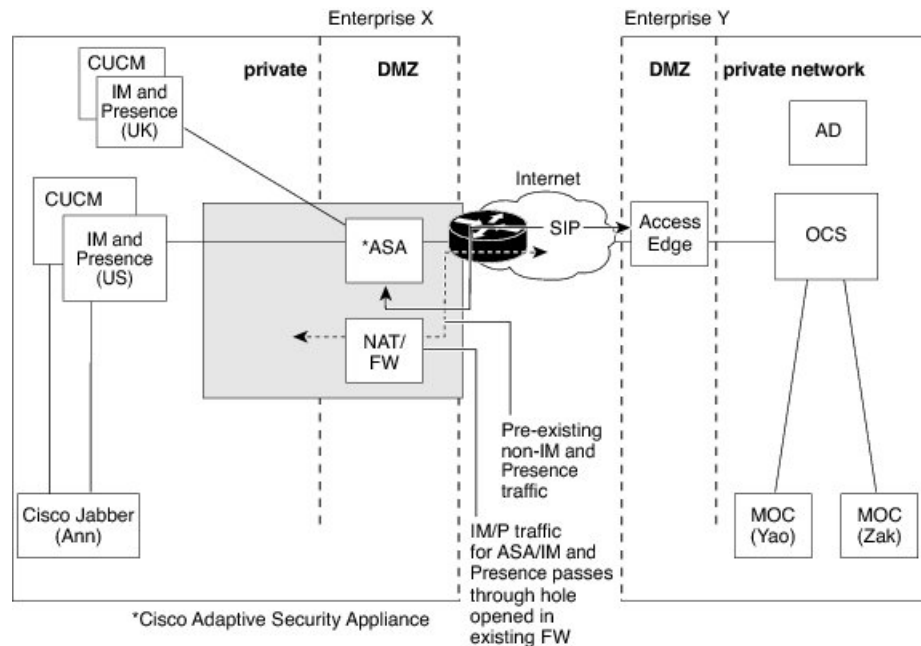 Enterprise X
Enterprise Y
private
DMZ
DMZ
private network
CUCM
IM and
Presence
(UK)
CUCM
IM and
Presence
(US)
*ASA
NAT/
FW
Internet
SIP
Access
Edge
AD
OCS
Pre-existing
non-IM and
Presence
traffic
IM/P traffic
for ASA/IM and
Presence passes
through hole
opened in
existing FW
Cisco Jabber
(Ann)
MOC
(Yao)
MOC
(Zak)
*Cisco Adaptive Security Appliance